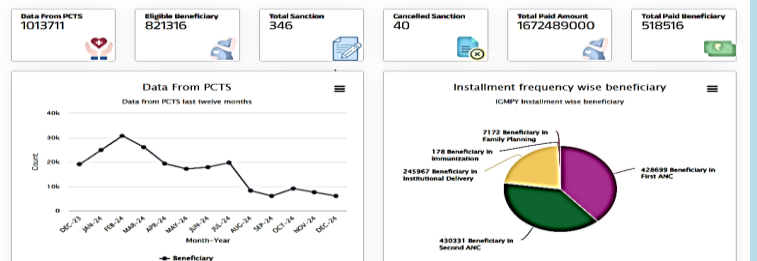 Data From PCTS
1013711
Eligible Beneficiary
821316
Total Sanction
346
Cancelled Sanction
40
Total Paid Amount
1672489000
Total Paid Beneficiary
518516
Data From PCTS
Data from PCTS last twelve months
40k
30k
20k
10k
0
Count
DEC-23
JAN-24
FEB-24
MAR-24
APR-24
MAY-24
JUN-24
JUL-24
AUG-24
SEP-24
OCT-24
NOV-24
DEC-24
Month-Year
Beneficiary
Installment frequency wise beneficiary
IGMPY Installment wise beneficiary
7172 Beneficiary in
Family Planning
178 Beneficiary in
Immunization
245967 Beneficiary in
Institutional Delivery
428699 Beneficiary in
First ANC
430331 Beneficiary in
Second ANC